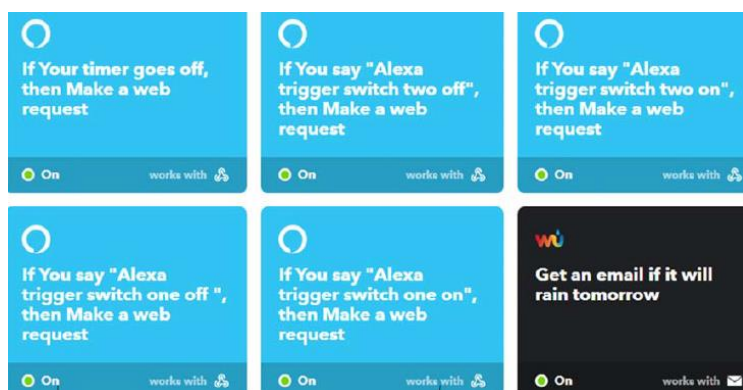 If Your timer goes off,
then Make a web
request
On works with
If You say "Alexa
trigger switch two off",
then Make a web
request
On works with
If You say "Alexa
trigger switch two on",
then Make a web
request
On works with
If You say "Alexa
trigger switch one off ",
then Make a web
request
On works with
If You say "Alexa
trigger switch one on",
then Make a web
request
On works with
wu
Get an email if it will
rain tomorrow
On works with